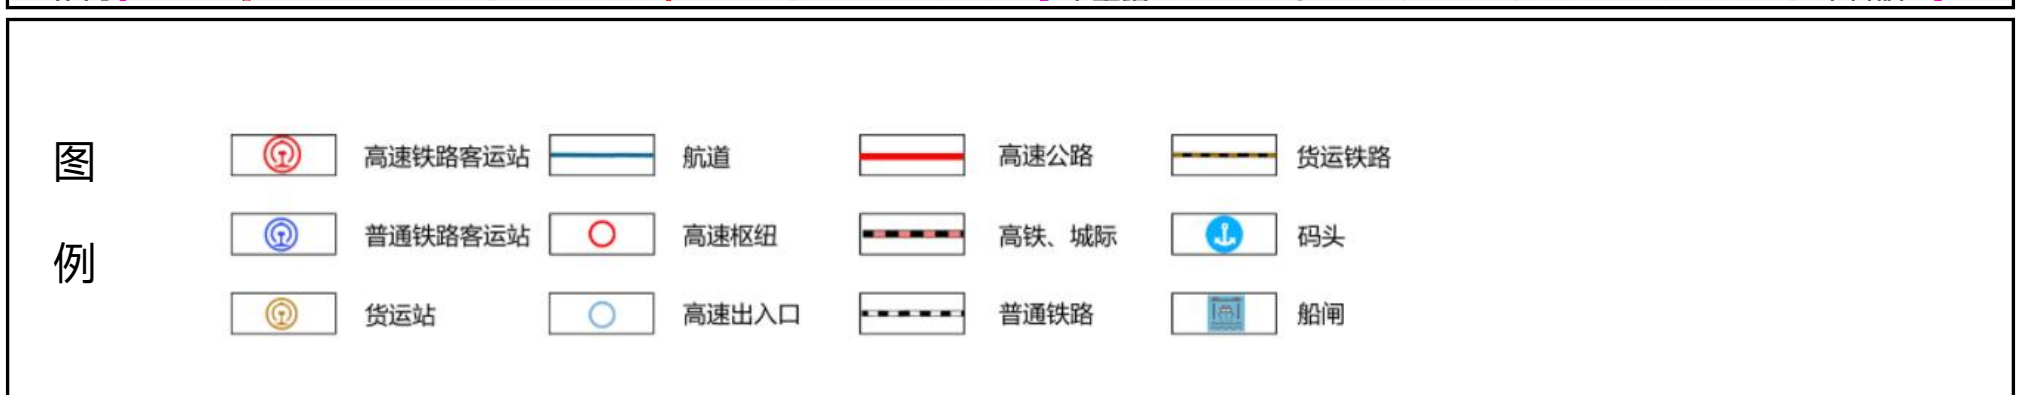 图例
高速铁路客运站 航道 高速公路 货运铁路
普通铁路客运站 高速枢纽 高铁、城际 码头
货运站 高速出入口 普通铁路 船闸